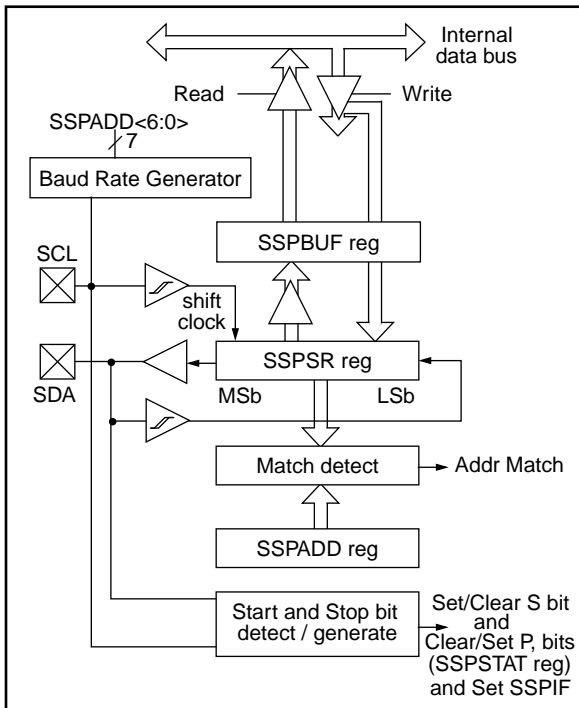 Internal
data bus
Read
Write
SSPADD<6:0>
7
Baud Rate Generator
SSPBUF reg
SCL
shift
clock
SSPSR reg
SDA
MSb
LSb
Match detect
Addr Match
SSPADD reg
Start and Stop bit
detect / generate
Set/Clear S bit
and
Clear/Set P, bits
(SSPSTAT reg)
and Set SSPIF